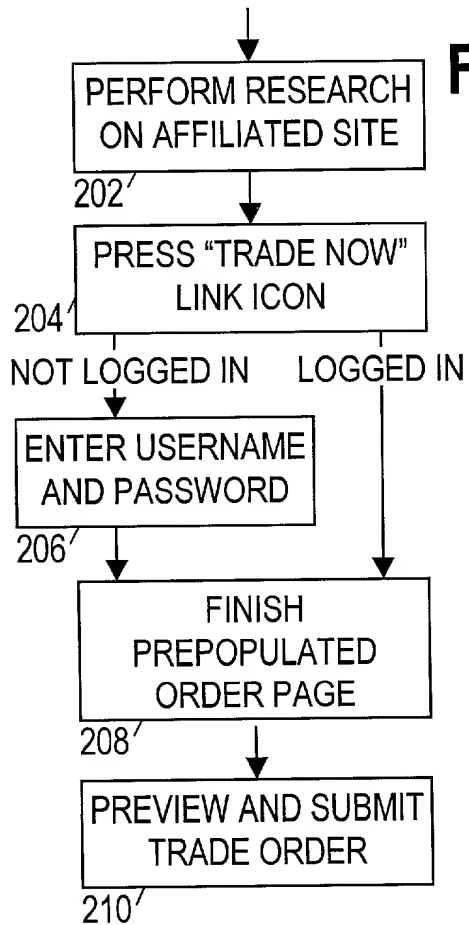 F
PERFORM RESEARCH
ON AFFILIATED SITE
202
PRESS “TRADE NOW”
LINK ICON
204
NOT LOGGED IN LOGGED IN
ENTER USERNAME
AND PASSWORD
206
FINISH
PREPOPULATED
ORDER PAGE
208
PREVIEW AND SUBMIT
TRADE ORDER
210